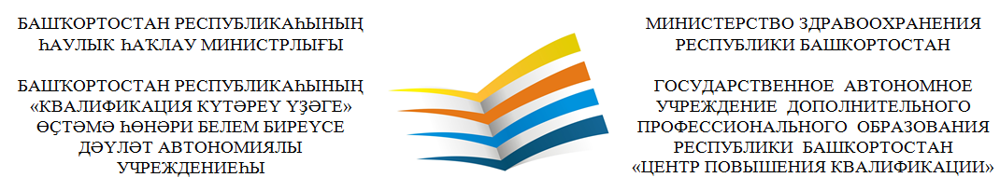 БАШҠОРТОСТАН РЕСПУБЛИКАҺЫНЫҢ
ҺАУЛЫК ҺАҠЛАУ МИНИСТРЛЫҒЫ
БАШҠОРТОСТАН РЕСПУБЛИКАҺЫНЫҢ
«КВАЛИФИКАЦИЯ КҮТӘРЕҮ ҮҘӘГЕ»
ӨҪТӘМӘ ҺӨНӘРИ БЕЛЕМ БИРЕҮСЕ
ДӘҮЛӘТ АВТОНОМИЯЛЫ
УЧРЕЖДЕНИЕҺЫ
МИНИСТЕРСТВО ЗДРАВООХРАНЕНИЯ
РЕСПУБЛИКИ БАШКОРТОСТАН
ГОСУДАРСТВЕННОЕ АВТОНОМНОЕ
УЧРЕЖДЕНИЕ ДОПОЛНИТЕЛЬНОГО
ПРОФЕССИОНАЛЬНОГО ОБРАЗОВАНИЯ
РЕСПУБЛИКИ БАШКОРТОСТАН
«ЦЕНТР ПОВЫШЕНИЯ КВАЛИФИКАЦИИ»